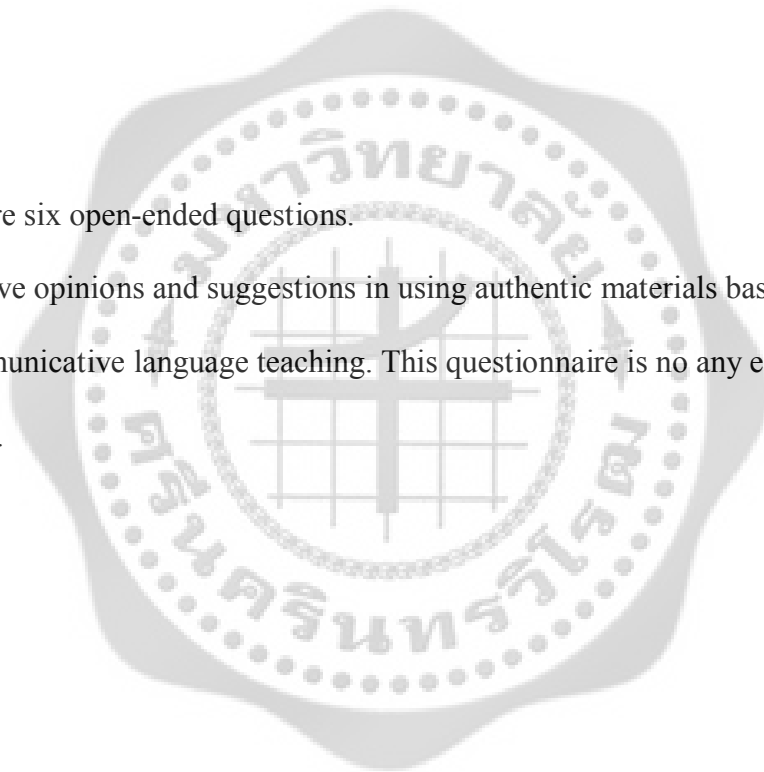 มหาวิทยาลัย
re six open-ended questions.
ve opinions and suggestions in using authentic materials bas
municative language teaching. This questionnaire is no any e
.
ศรีนครินทรวิโรฒ